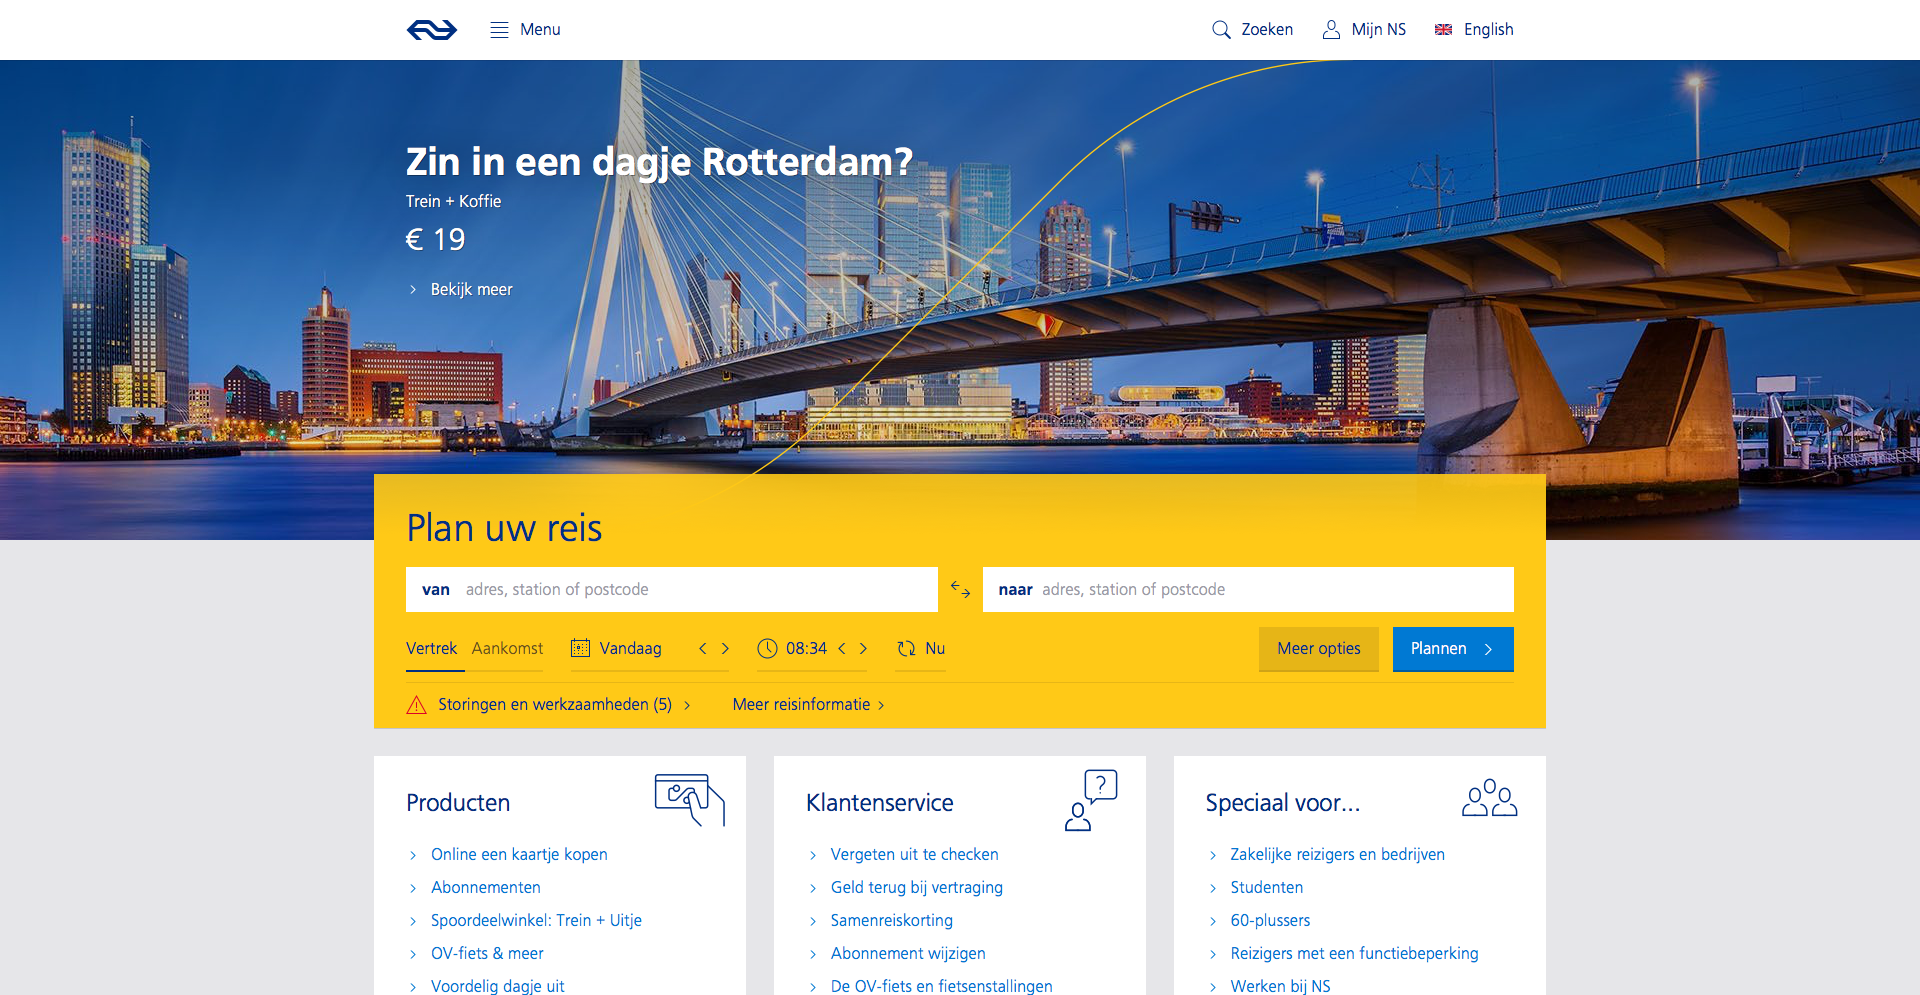 Menu
Zoeken
Mijn NS
English
Zin in een dagje Rotterdam?
Trein + Koffie
€ 19
Bekijk meer
Plan uw reis
van adres, station of postcode
naar adres, station of postcode
Vertrek Aankomst Vandaag 08:34 Nu
Meer opties
Plannen
Storingen en werkzaamheden (5)
Meer reisinformatie
Producten
Online een kaartje kopen
Abonnementen
Spoordeelwinkel: Trein + Uitje
OV-fiets & meer
Voordelig dagje uit
Klantenservice
Vergeten uit te checken
Geld terug bij vertraging
Samenreiskorting
Abonnement wijzigen
De OV-fiets en fietsenstallingen
Speciaal voor...
Zakelijke reizigers en bedrijven
Studenten
60-plussers
Reizigers met een functiebeperking
Werken bij NS